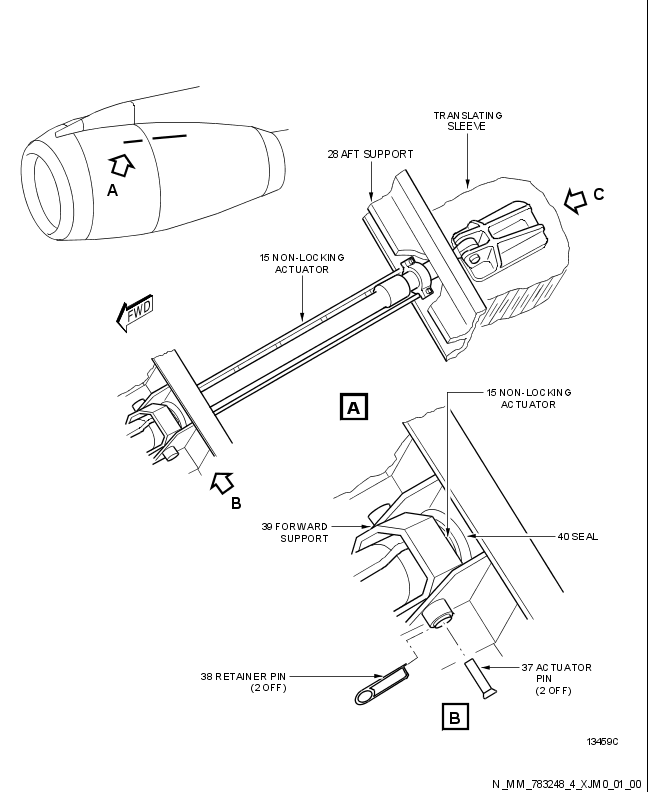 TRANSLATING
SLEEVE
28 AFT SUPPORT
C
A
15 NON-LOCKING
ACTUATOR
FWD
A
15 NON-LOCKING
ACTUATOR
B
39 FORWARD
SUPPORT
40 SEAL
38 RETAINER PIN
(2 OFF)
37 ACTUATOR
PIN
(2 OFF)
B
13459C
N_MM_783248_4_XJM0_01_00